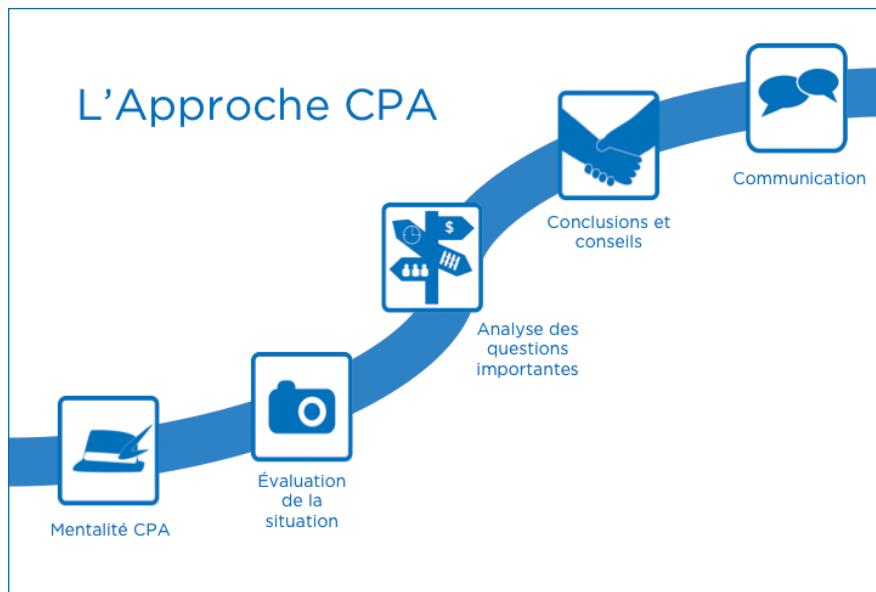 L'Approche CPA
Communication
Conclusions et
conseils
$
Analyse des
questions
importantes
Évaluation
de la
situation
Mentalité CPA